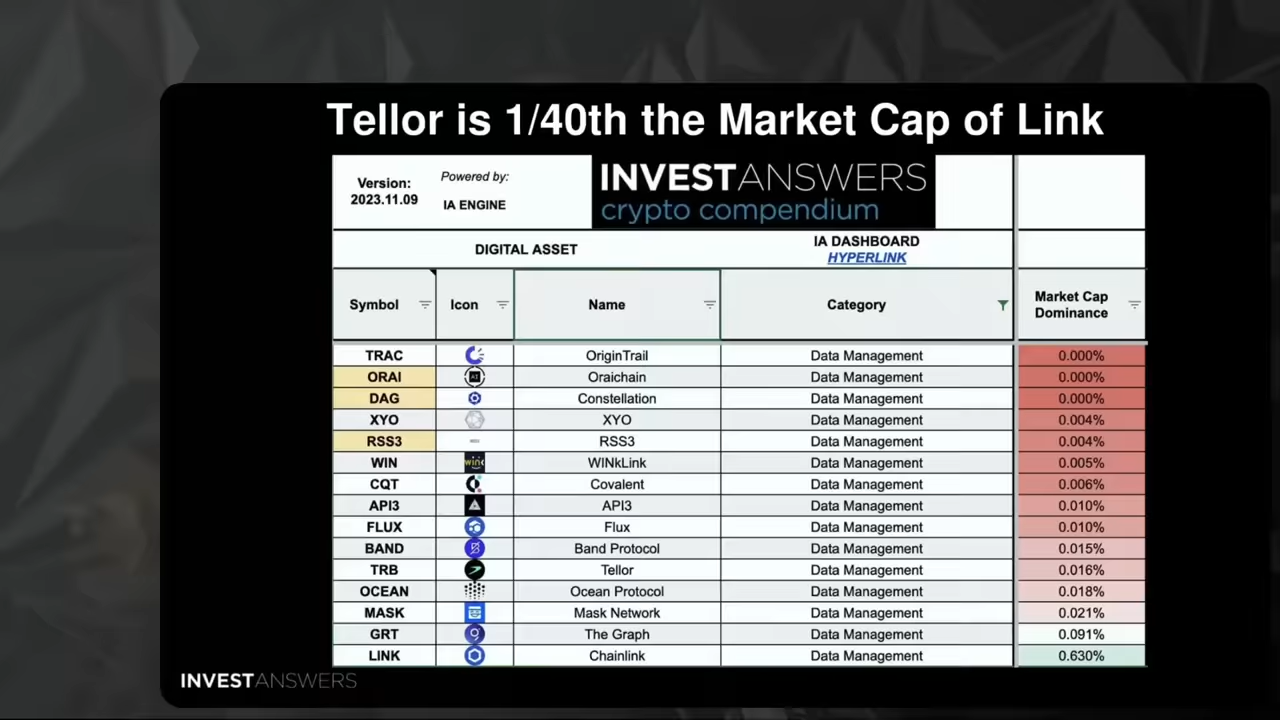 Tellor is 1/40th the Market Cap of Link
Version:
2023.11.09
Powered by:
IA ENGINE
INVESTANSWERS
crypto compendium
DIGITAL ASSET
IA DASHBOARD
HYPERLINK
Symbol Icon Name Category Market Cap Dominance
TRAC OriginTrail Data Management 0.000%
ORAI Oraichain Data Management 0.000%
DAG Constellation Data Management 0.000%
XYO XYO Data Management 0.004%
RSS3 RSS3 Data Management 0.004%
WIN WINkLink Data Management 0.005%
CQT Covalent Data Management 0.006%
API3 API3 Data Management 0.010%
FLUX Flux Data Management 0.010%
BAND Band Protocol Data Management 0.015%
TRB Tellor Data Management 0.016%
OCEAN Ocean Protocol Data Management 0.018%
MASK Mask Network Data Management 0.021%
GRT The Graph Data Management 0.091%
LINK Chainlink Data Management 0.630%
INVESTANSWERS